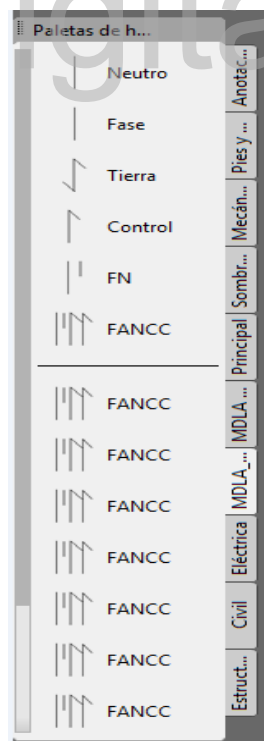 Paletas de h...
Neutro
Fase
Tierra
Control
FN
FANCC
FANCC
FANCC
FANCC
FANCC
FANCC
FANCC
FANCC
Anotac...
Pies y ...
Mecán...
Sombr...
Principal
MDLA ...
MDLA_...
Eléctrica
Civil
Estruct...